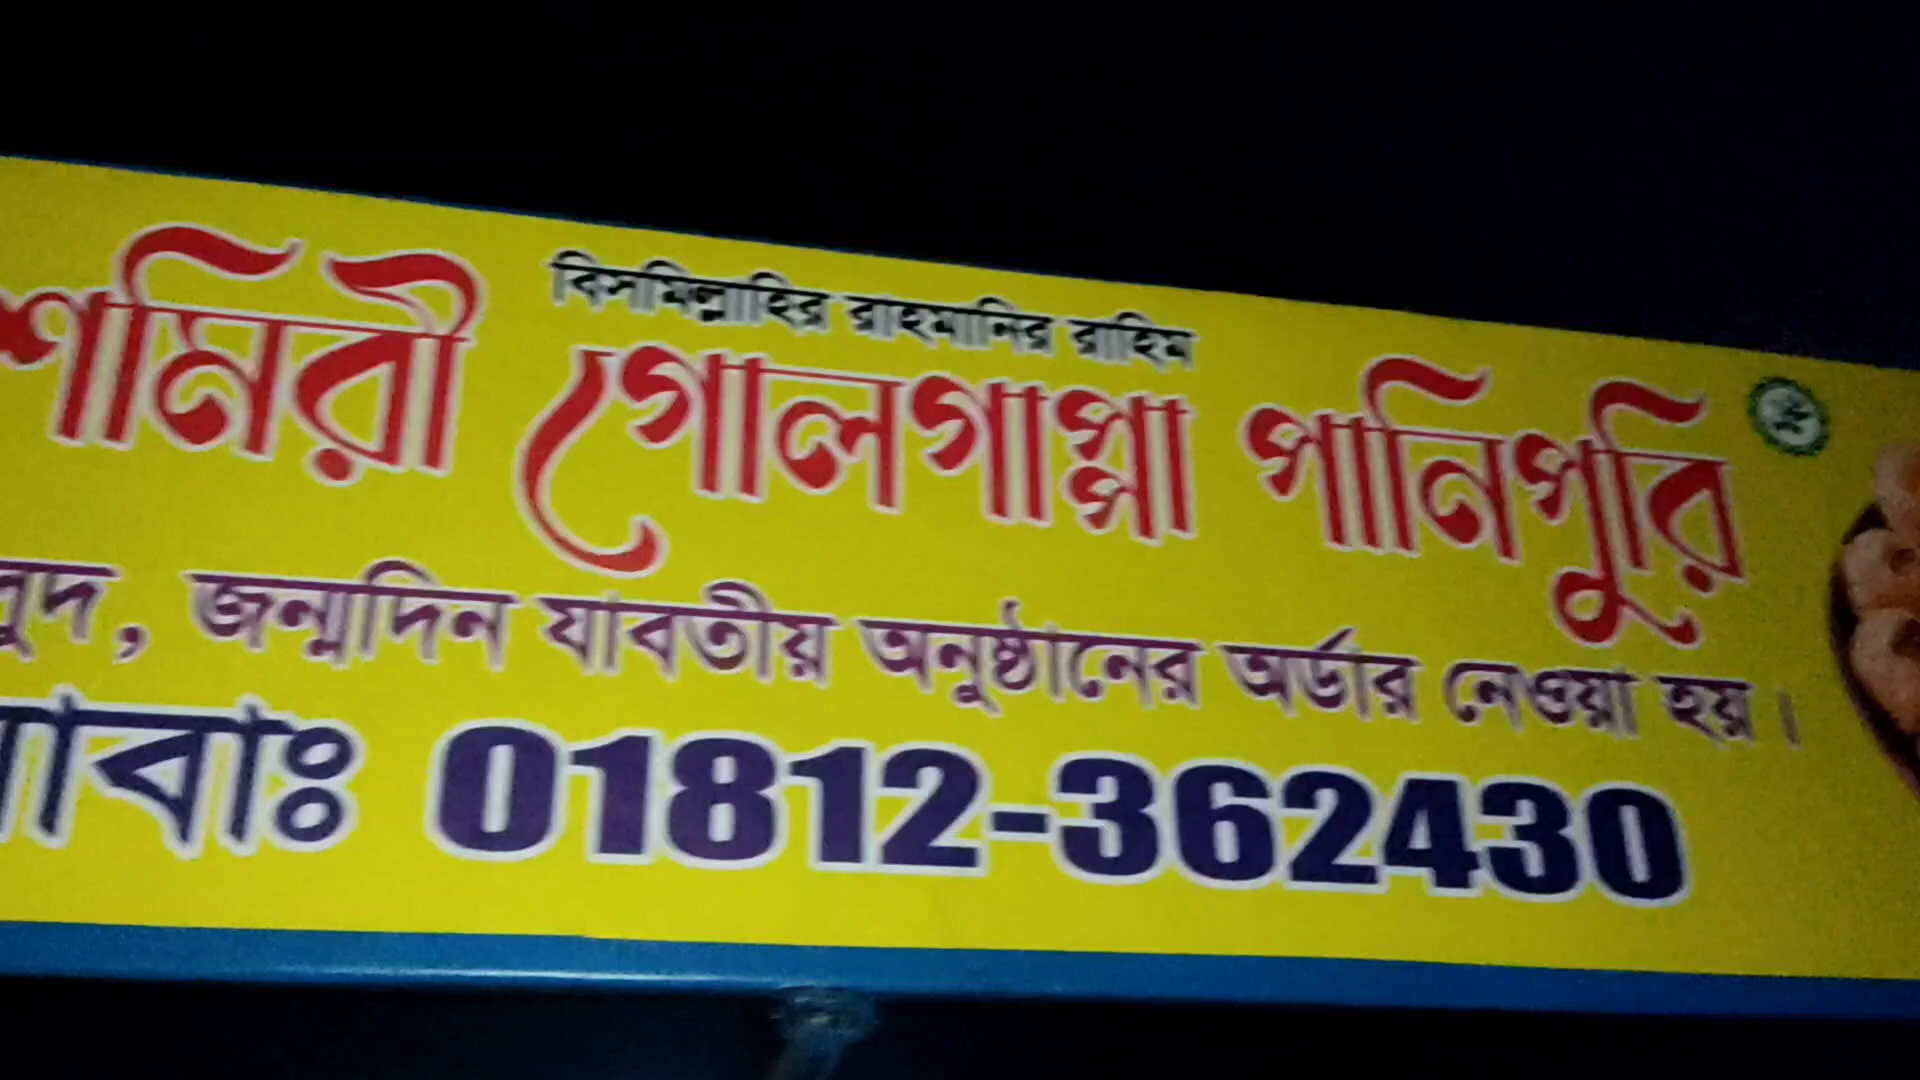 বিসমিল্লাহির রাহমানির রাহিম
শমিরী গোলগাপ্পা পানিপুরি
লুদ, জন্মদিন যাবতীয় অনুষ্ঠানের অর্ডার নেওয়া হয়।
াবাঃ 01812-362430